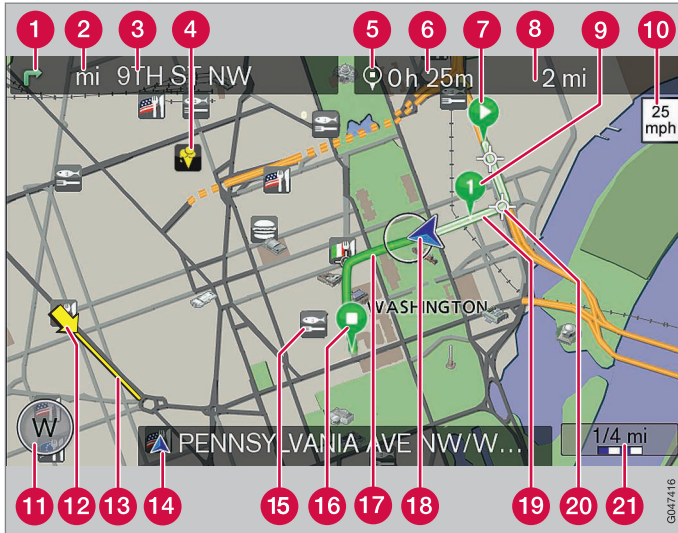 1 2 3 4 5 6 7 8 9 10
mi 9TH ST NW 0h 25m 2 mi
25
mph
1
WASHINGTON
W
PENNSYLVANIA AVE NW/W...
1/4 mi
11 12 13 14 15 16 17 18 19 20 21
G047416